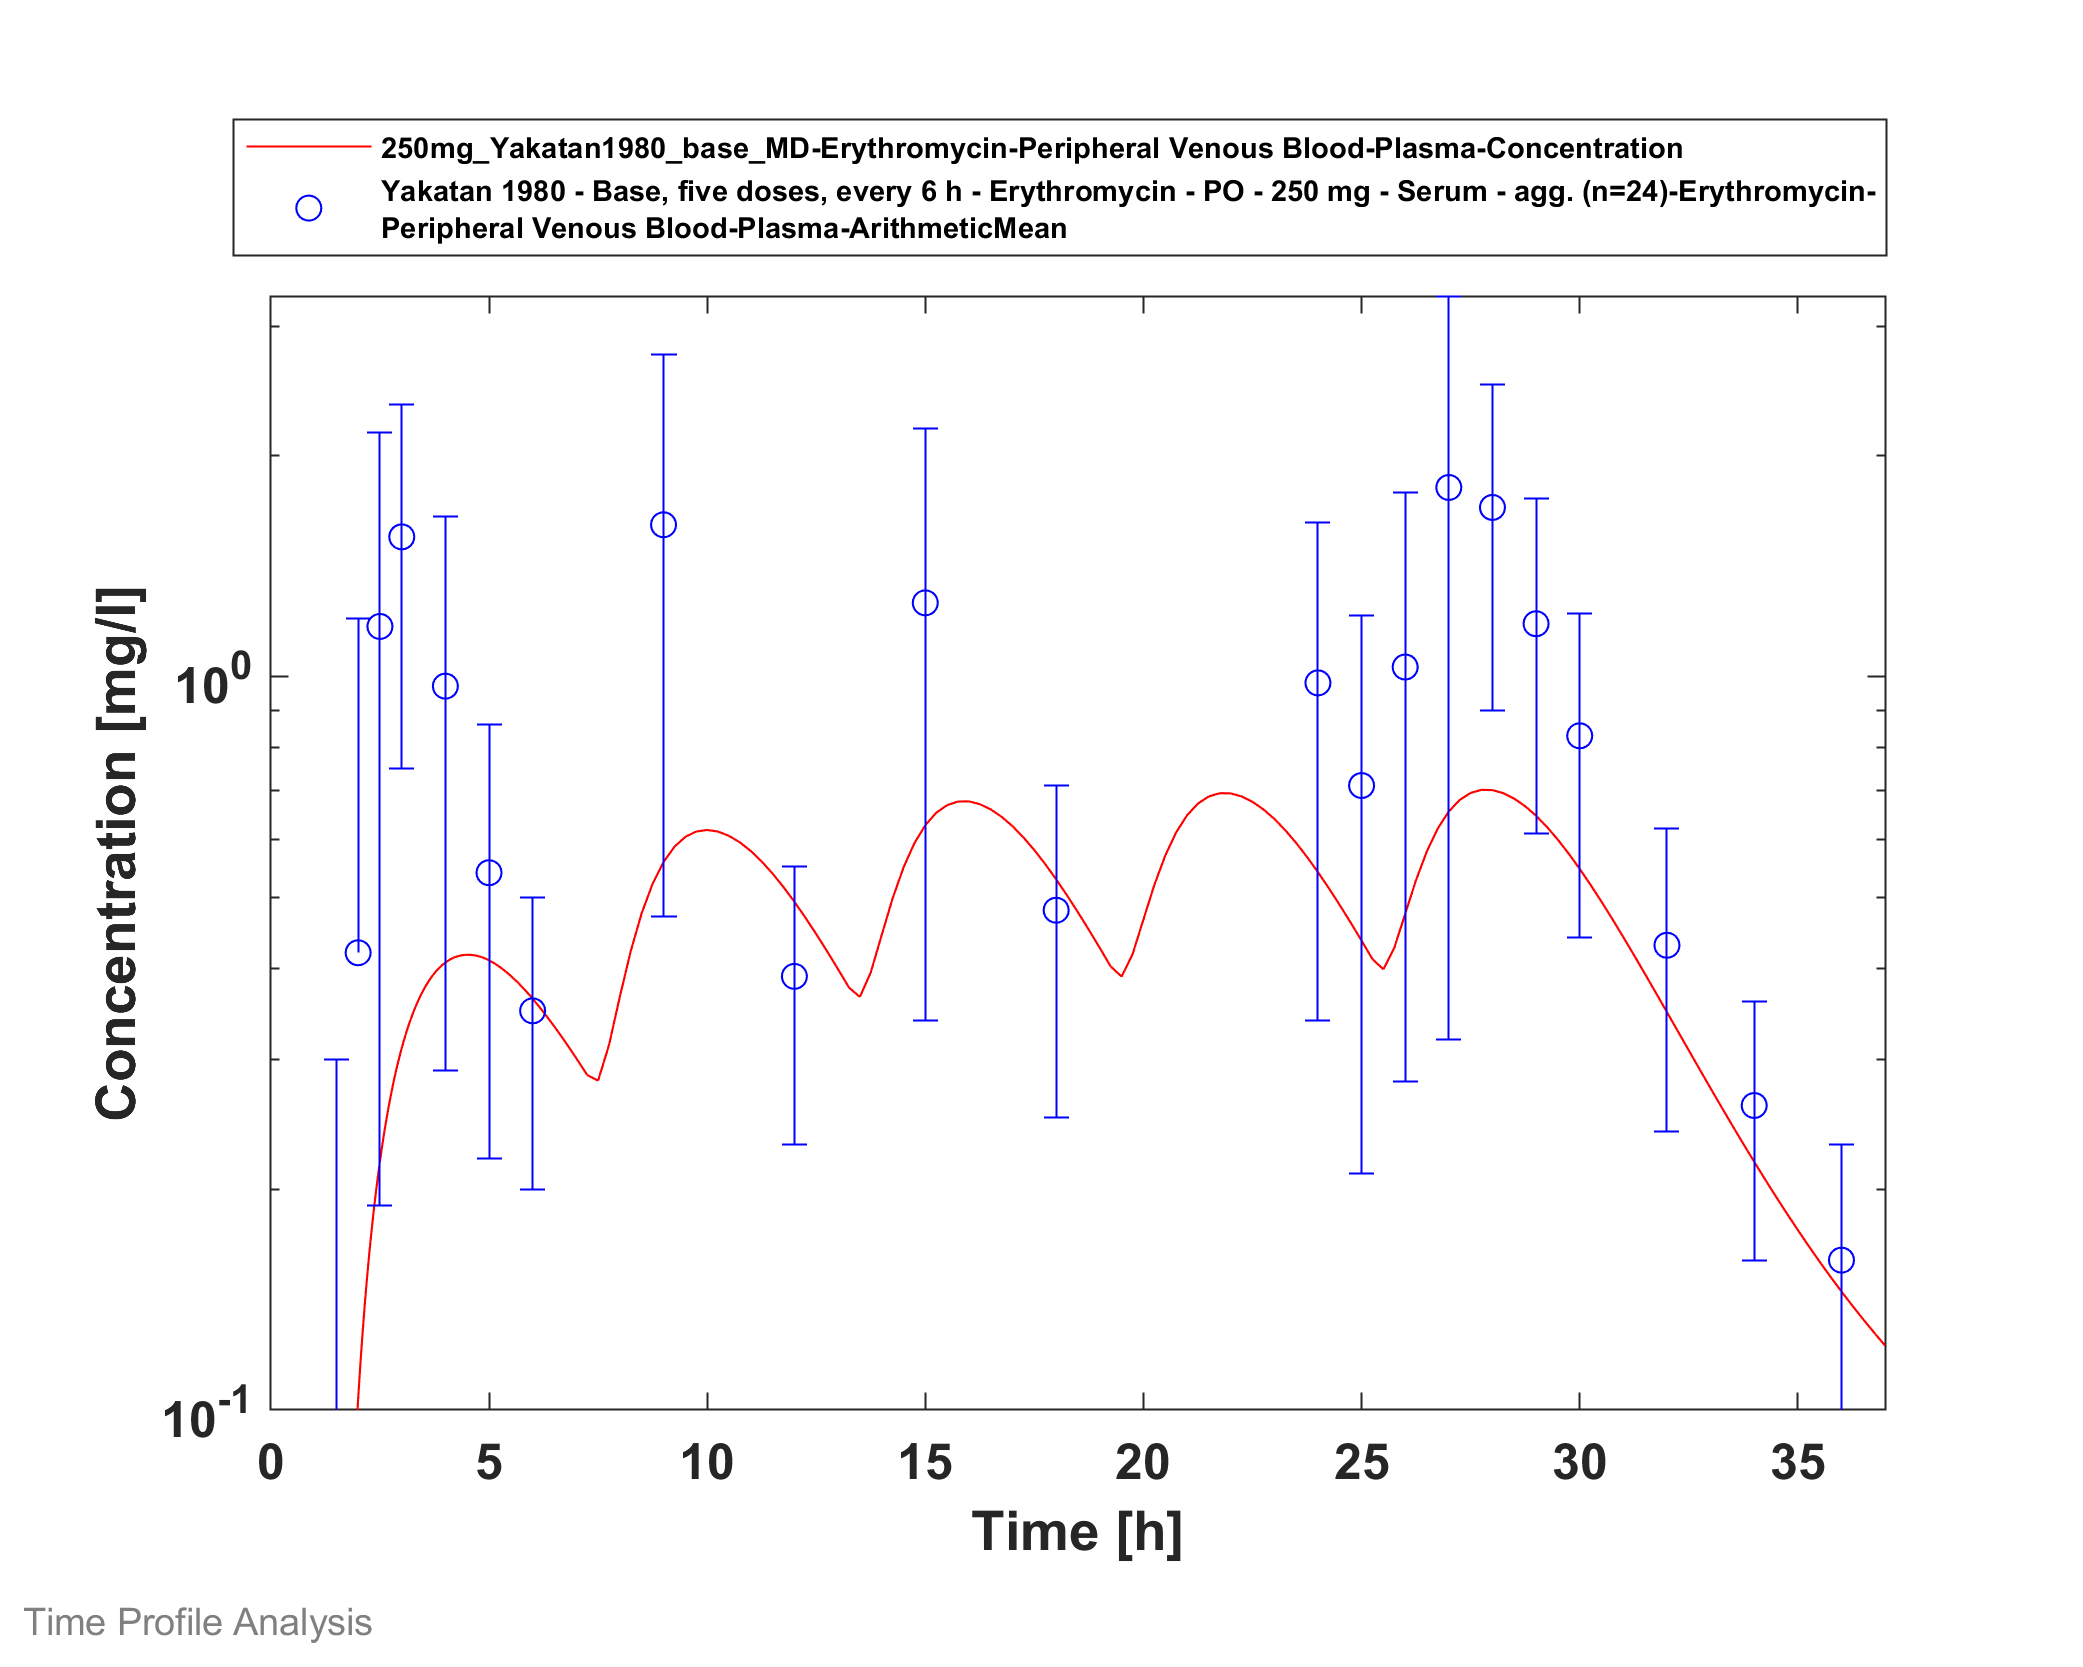 250mg_Yakatan1980_base_MD-Erythromycin-Peripheral Venous Blood-Plasma-Concentration
Yakatan 1980 - Base, five doses, every 6 h - Erythromycin - PO - 250 mg - Serum - agg. (n=24)-Erythromycin-
Peripheral Venous Blood-Plasma-ArithmeticMean
Concentration [mg/l]
10^0
10^-1
0 5 10 15 20 25 30 35
Time [h]
Time Profile Analysis